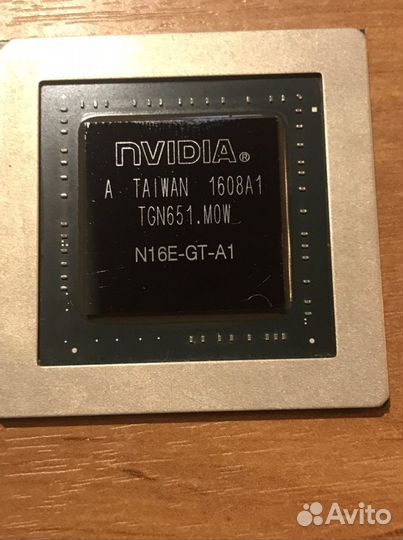 nVIDIA®
A TAIWAN 1608A1
TGN651.M0W
N16E-GT-A1
Avito